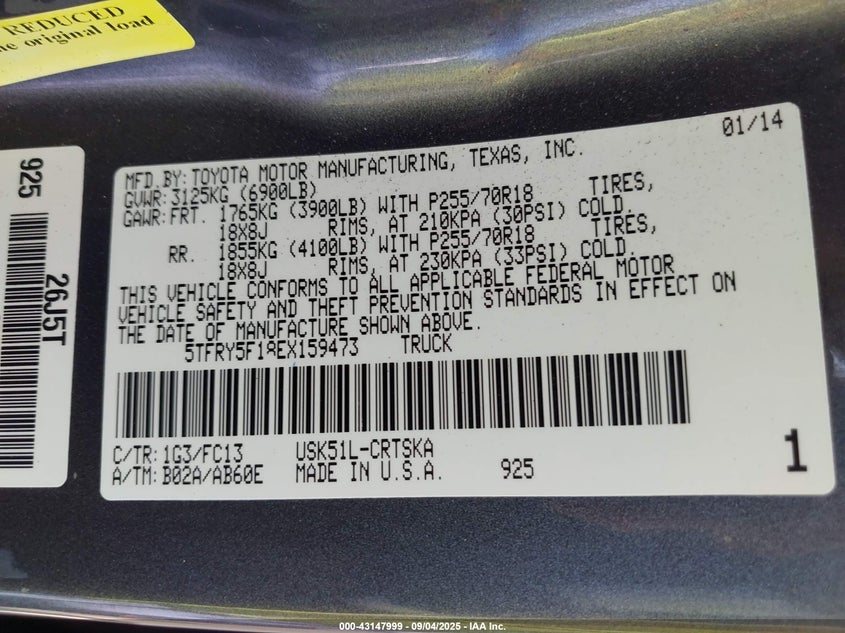 REDUCED
original load
925
26J5T
01/14
MFD.BY: TOYOTA MOTOR MANUFACTURING, TEXAS, INC.
GVWR: 3125KG (6900LB)
GAWR: FRT. 1765KG (3900LB) WITH P255/70R18 TIRES,
18X8J RIMS, AT 210KPA (30PSI) COLD.
RR. 1855KG (4100LB) WITH P255/70R18 TIRES,
18X8J RIMS, AT 230KPA (33PSI) COLD.
THIS VEHICLE CONFORMS TO ALL APPLICABLE FEDERAL MOTOR
VEHICLE SAFETY AND THEFT PREVENTION STANDARDS IN EFFECT ON
THE DATE OF MANUFACTURE SHOWN ABOVE.
5TFRY5F18EX159473 TRUCK
C/TR: 1G3/FC13 USK51L-CRTSKA
A/TM: B02A/AB60E MADE IN U.S.A. 925
1
000-43147999 - 09/04/2025 - IAA Inc.